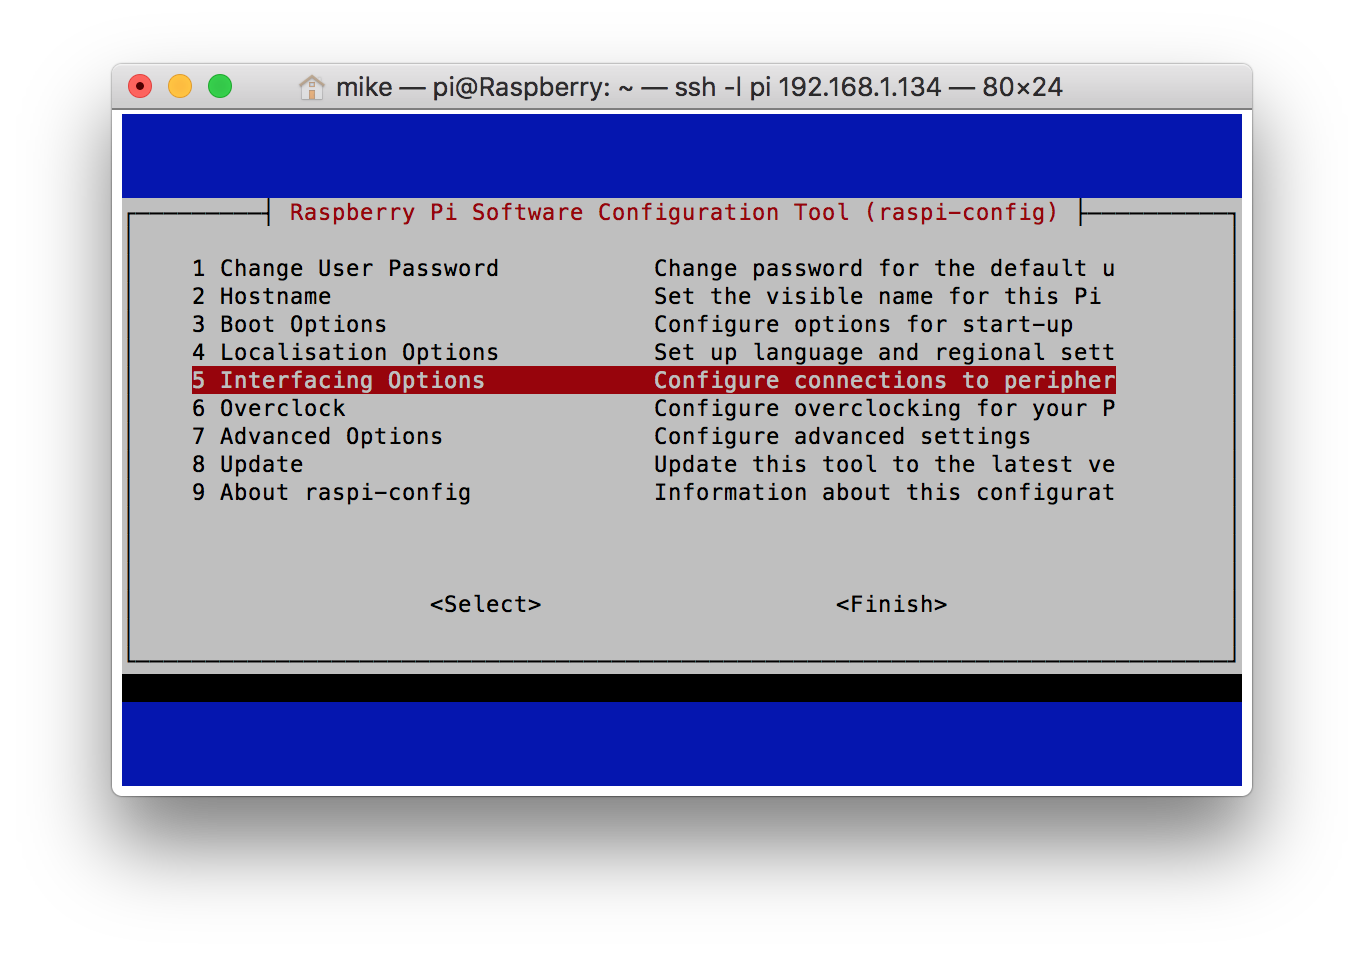 mike — pi@Raspberry: ~ — ssh -l pi 192.168.1.134 — 80×24
Raspberry Pi Software Configuration Tool (raspi-config)
1 Change User Password Change password for the default u
2 Hostname Set the visible name for this Pi
3 Boot Options Configure options for start-up
4 Localisation Options Set up language and regional sett
5 Interfacing Options Configure connections to peripher
6 Overclock Configure overclocking for your P
7 Advanced Options Configure advanced settings
8 Update Update this tool to the latest ve
9 About raspi-config Information about this configurat
<Select> <Finish>